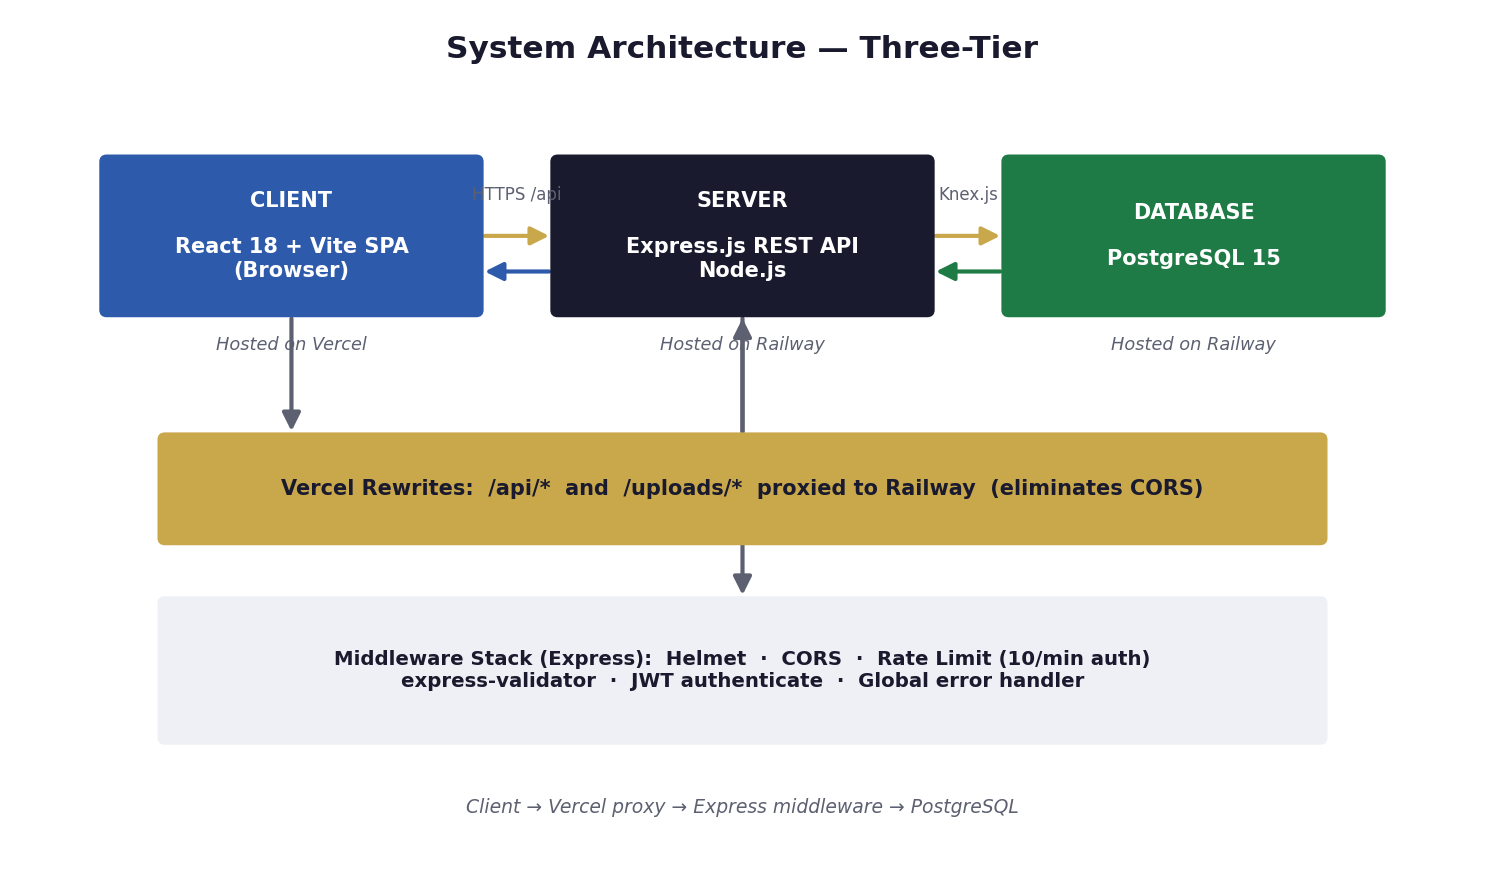 System Architecture — Three-Tier
CLIENT
React 18 + Vite SPA
(Browser)
HTTPS /api
SERVER
Express.js REST API
Node.js
Knex.js
DATABASE
PostgreSQL 15
Hosted on Vercel
Hosted on Railway
Hosted on Railway
Vercel Rewrites:  /api/*  and  /uploads/*  proxied to Railway  (eliminates CORS)
Middleware Stack (Express):  Helmet  ·  CORS  ·  Rate Limit (10/min auth)
express-validator  ·  JWT authenticate  ·  Global error handler
Client → Vercel proxy → Express middleware → PostgreSQL